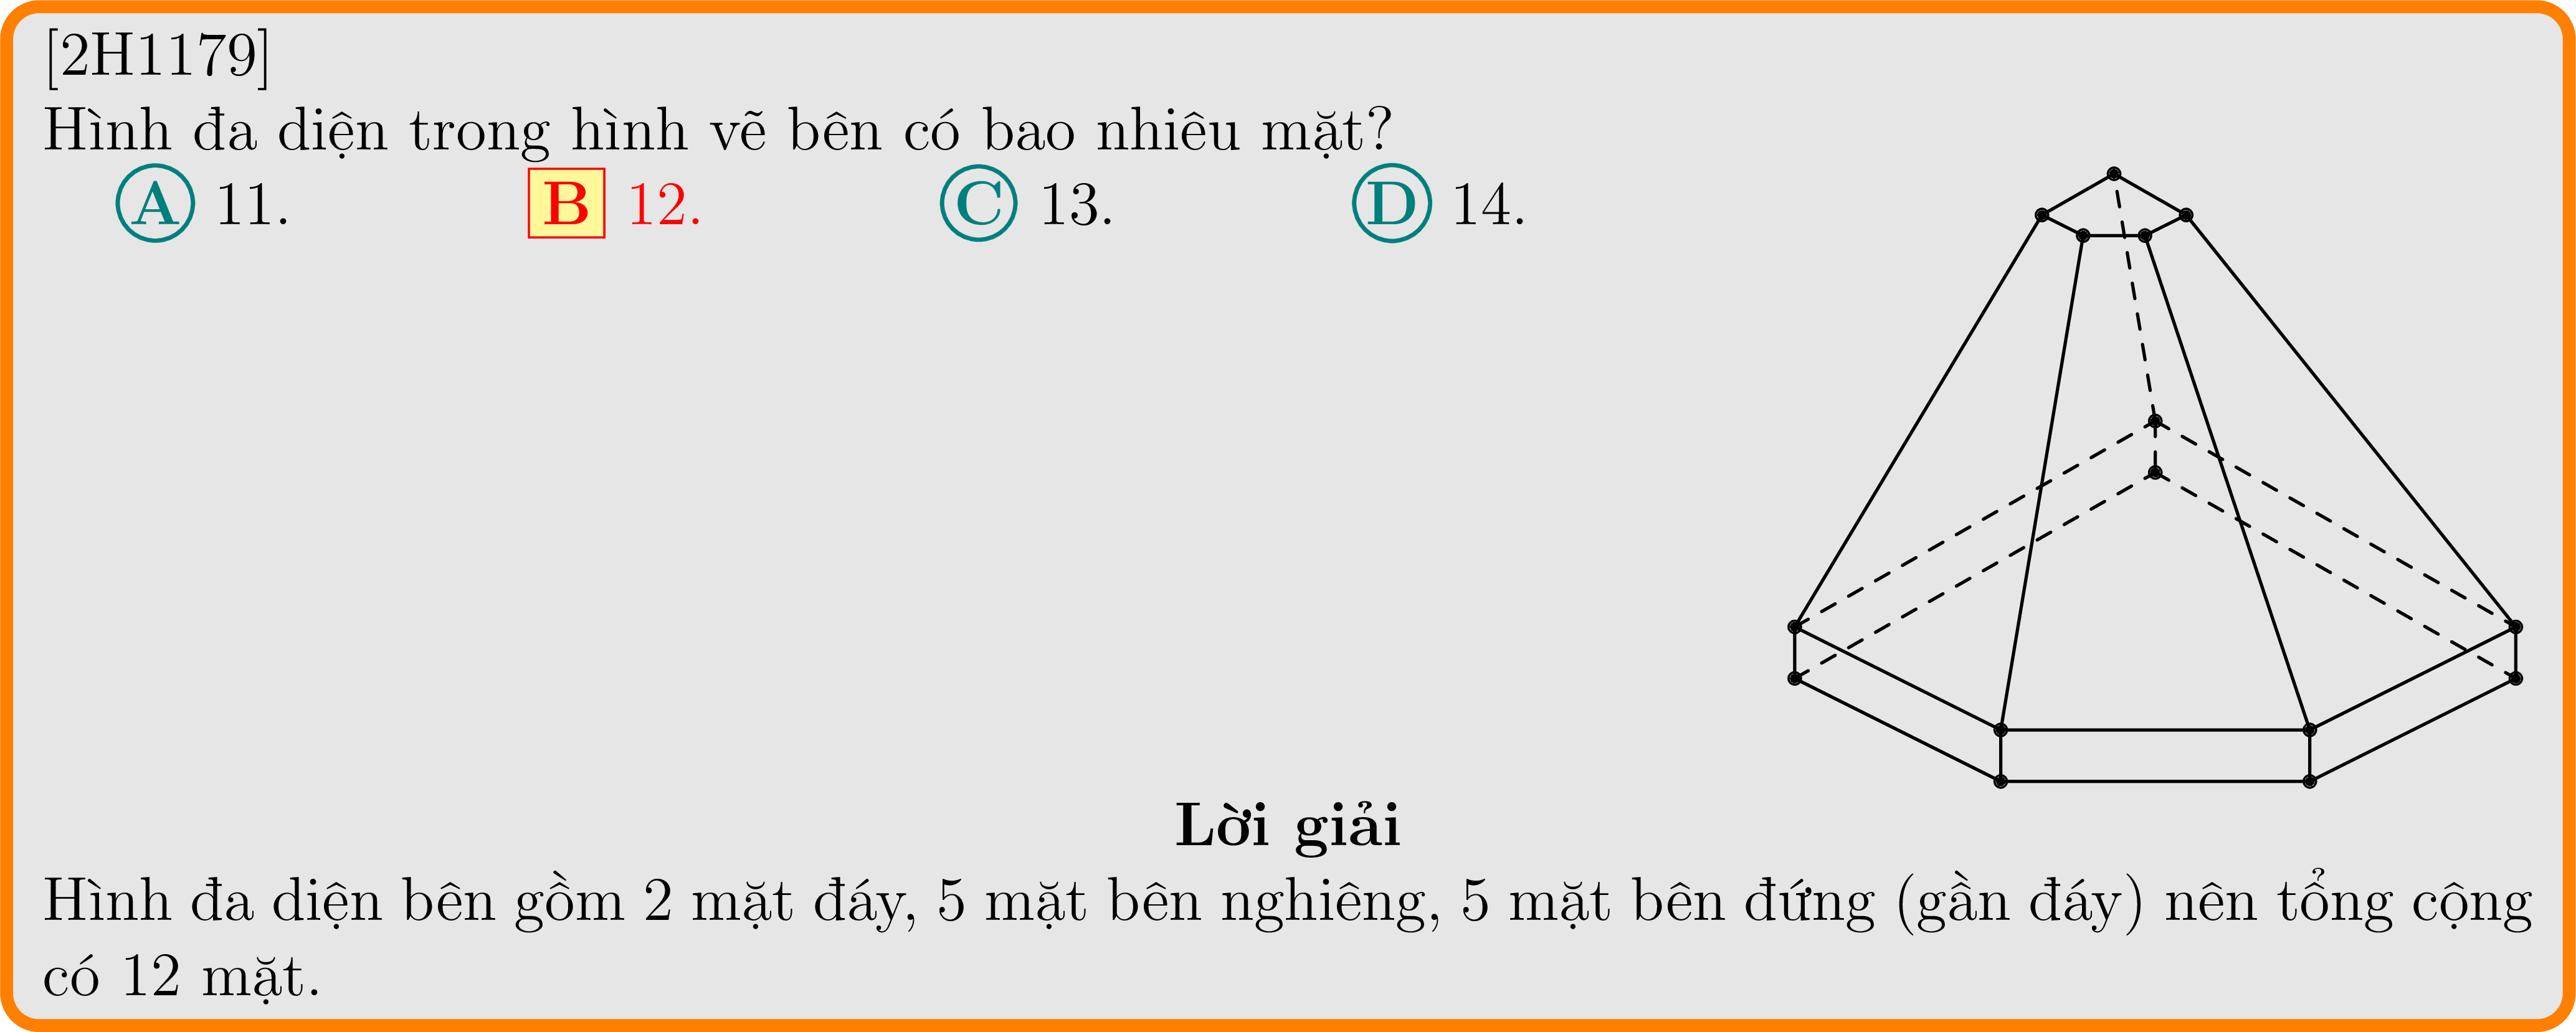 [2H1179]
Hình đa diện trong hình vẽ bên có bao nhiêu mặt?
A 11. B 12. C 13. D 14.
Lời giải
Hình đa diện bên gồm 2 mặt đáy, 5 mặt bên nghiêng, 5 mặt bên đứng (gần đáy) nên tổng cộng
có 12 mặt.